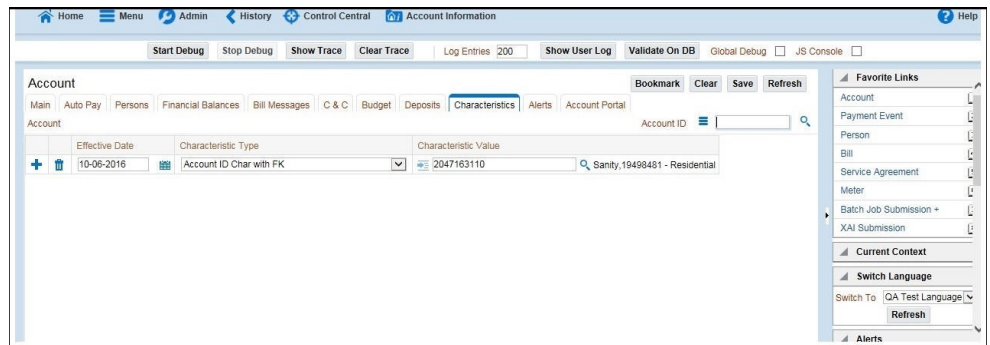 Home Menu Admin History Control Central Account Information Help
Start Debug Stop Debug Show Trace Clear Trace Log Entries 200 Show User Log Validate On DB Global Debug JS Console
Account Bookmark Clear Save Refresh
Main Auto Pay Persons Financial Balances Bill Messages C & C Budget Deposits Characteristics Alerts Account Portal
Account Account ID
Effective Date Characteristic Type Characteristic Value
10-06-2016 Account ID Char with FK 2047163110 Sanity,19498481 - Residential
Favorite Links
Account
Payment Event
Person
Bill
Service Agreement
Meter
Batch Job Submission +
XAI Submission
Current Context
Switch Language
Switch To QA Test Language
Refresh
Alerts